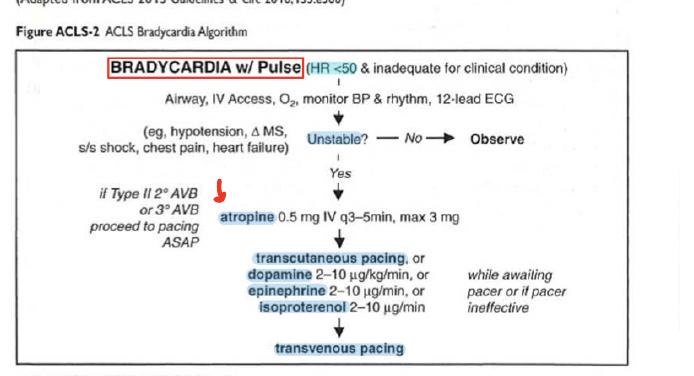 Figure ACLS-2 ACLS Bradycardia Algorithm
BRADYCARDIA w/ Pulse (HR <50 & inadequate for clinical condition)
Airway, IV Access, O₂, monitor BP & rhythm, 12-lead ECG
(eg, hypotension, Δ MS,
s/s shock, chest pain, heart failure)
Unstable? — No → Observe
Yes
if Type II 2° AVB
or 3° AVB
proceed to pacing
ASAP
atropine 0.5 mg IV q3–5min, max 3 mg
transcutaneous pacing, or
dopamine 2–10 µg/kg/min, or
epinephrine 2–10 µg/min, or
isoproterenol 2–10 µg/min
while awaiting
pacer or if pacer
ineffective
transvenous pacing